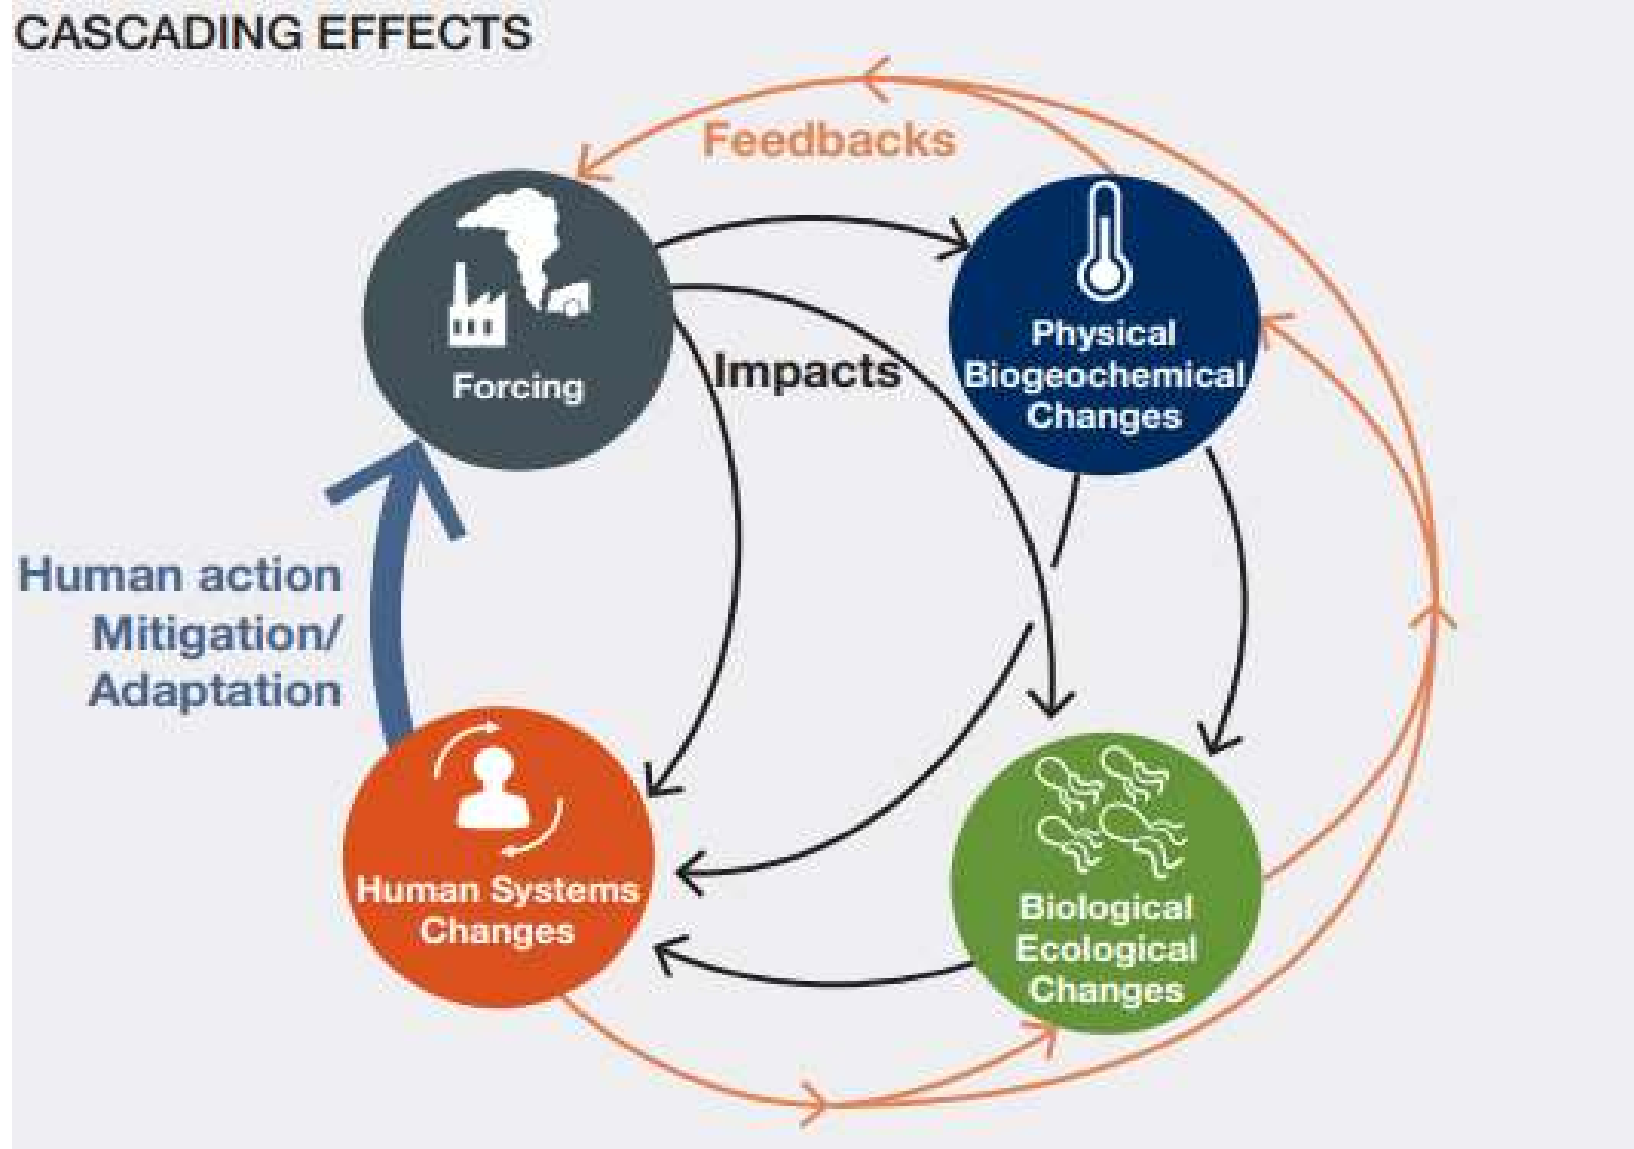 CASCADING EFFECTS
Feedbacks
Forcing
Impacts
Physical
Biogeochemical
Changes
Human action
Mitigation/
Adaptation
Human Systems
Changes
Biological
Ecological
Changes